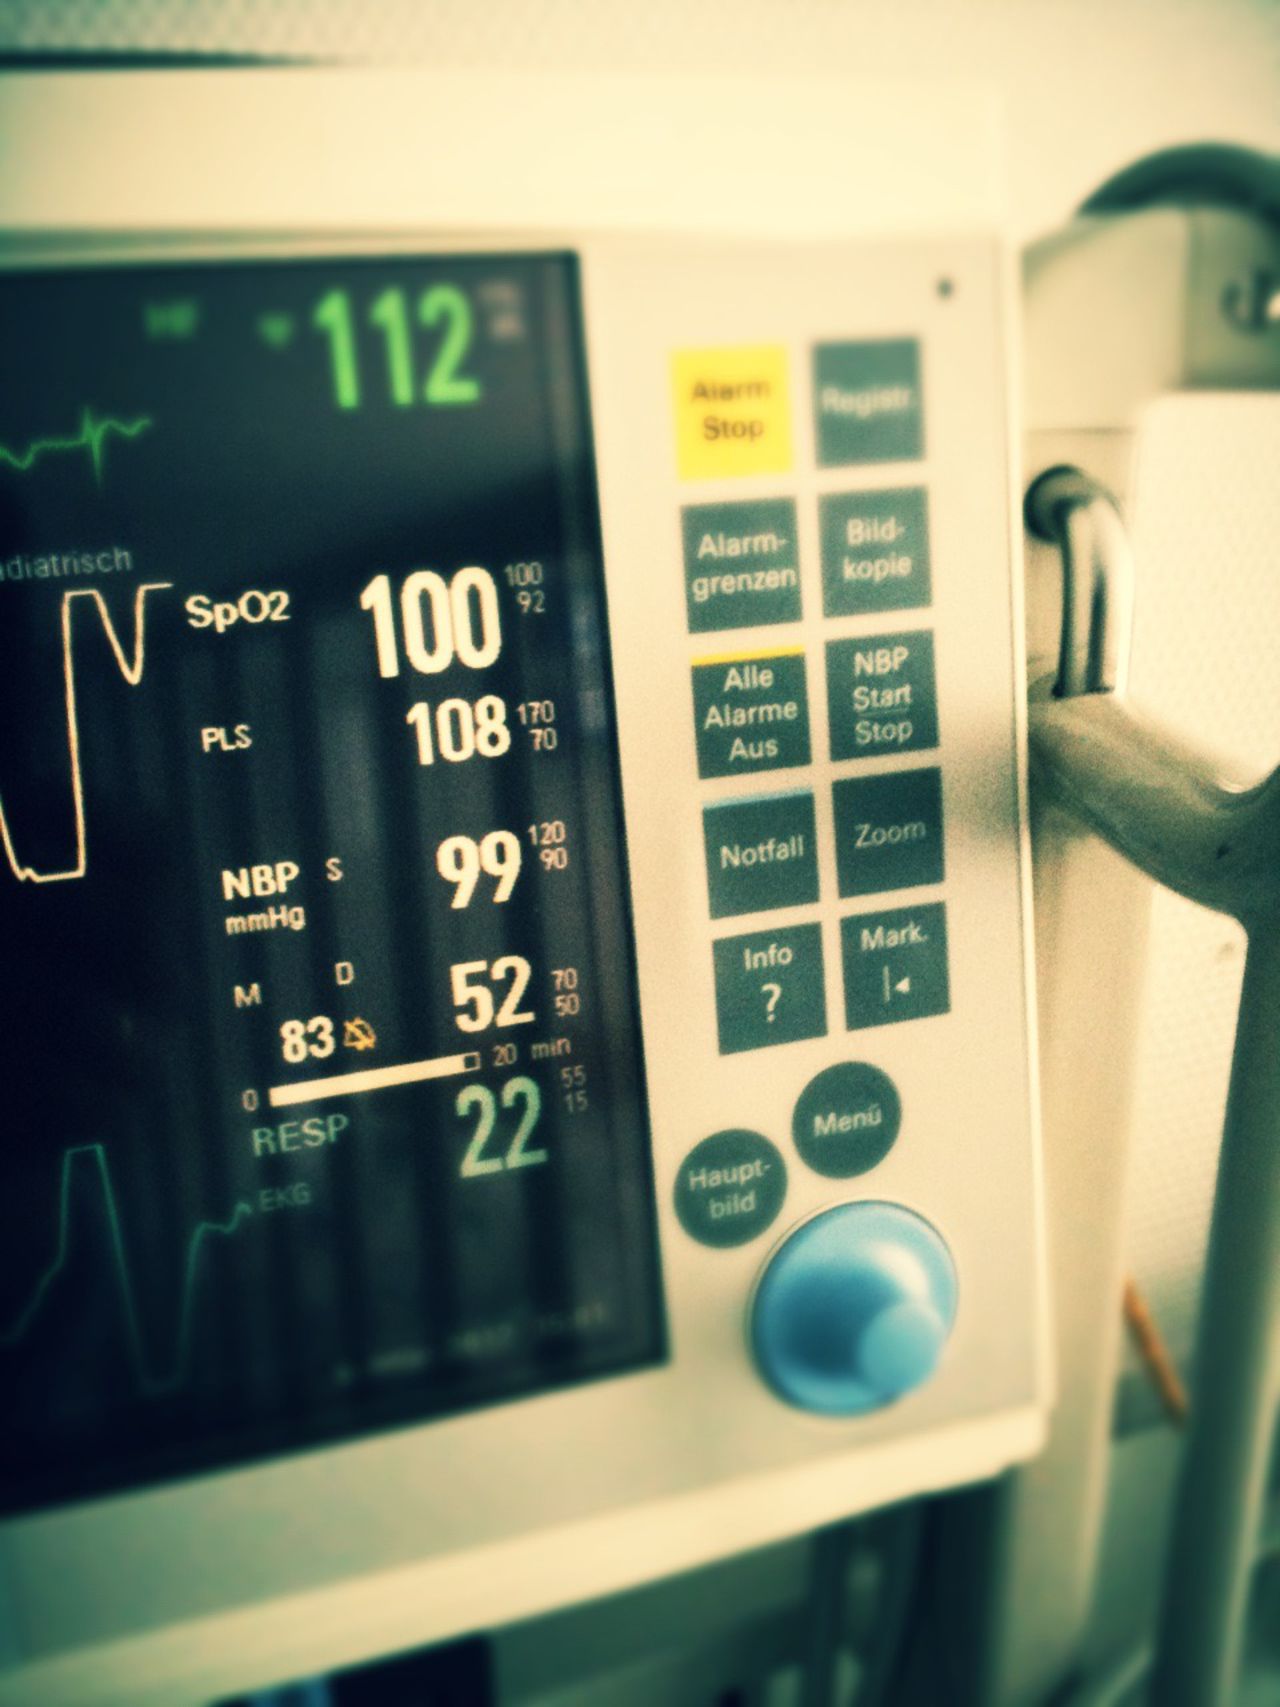 HF 112
SpO2 100 100
92
PLS 108 170
70
NBP S 99 120
90
mmHg
M D 52 70
50
83
0 20 min
RESP 22 55
15
EKG
Alarm
Stop
Registr.
Alarm-
grenzen
Bild-
kopie
Alle
Alarme
Aus
NBP
Start
Stop
Notfall
Zoom
Info
?
Mark.
Menü
Haupt-
bild